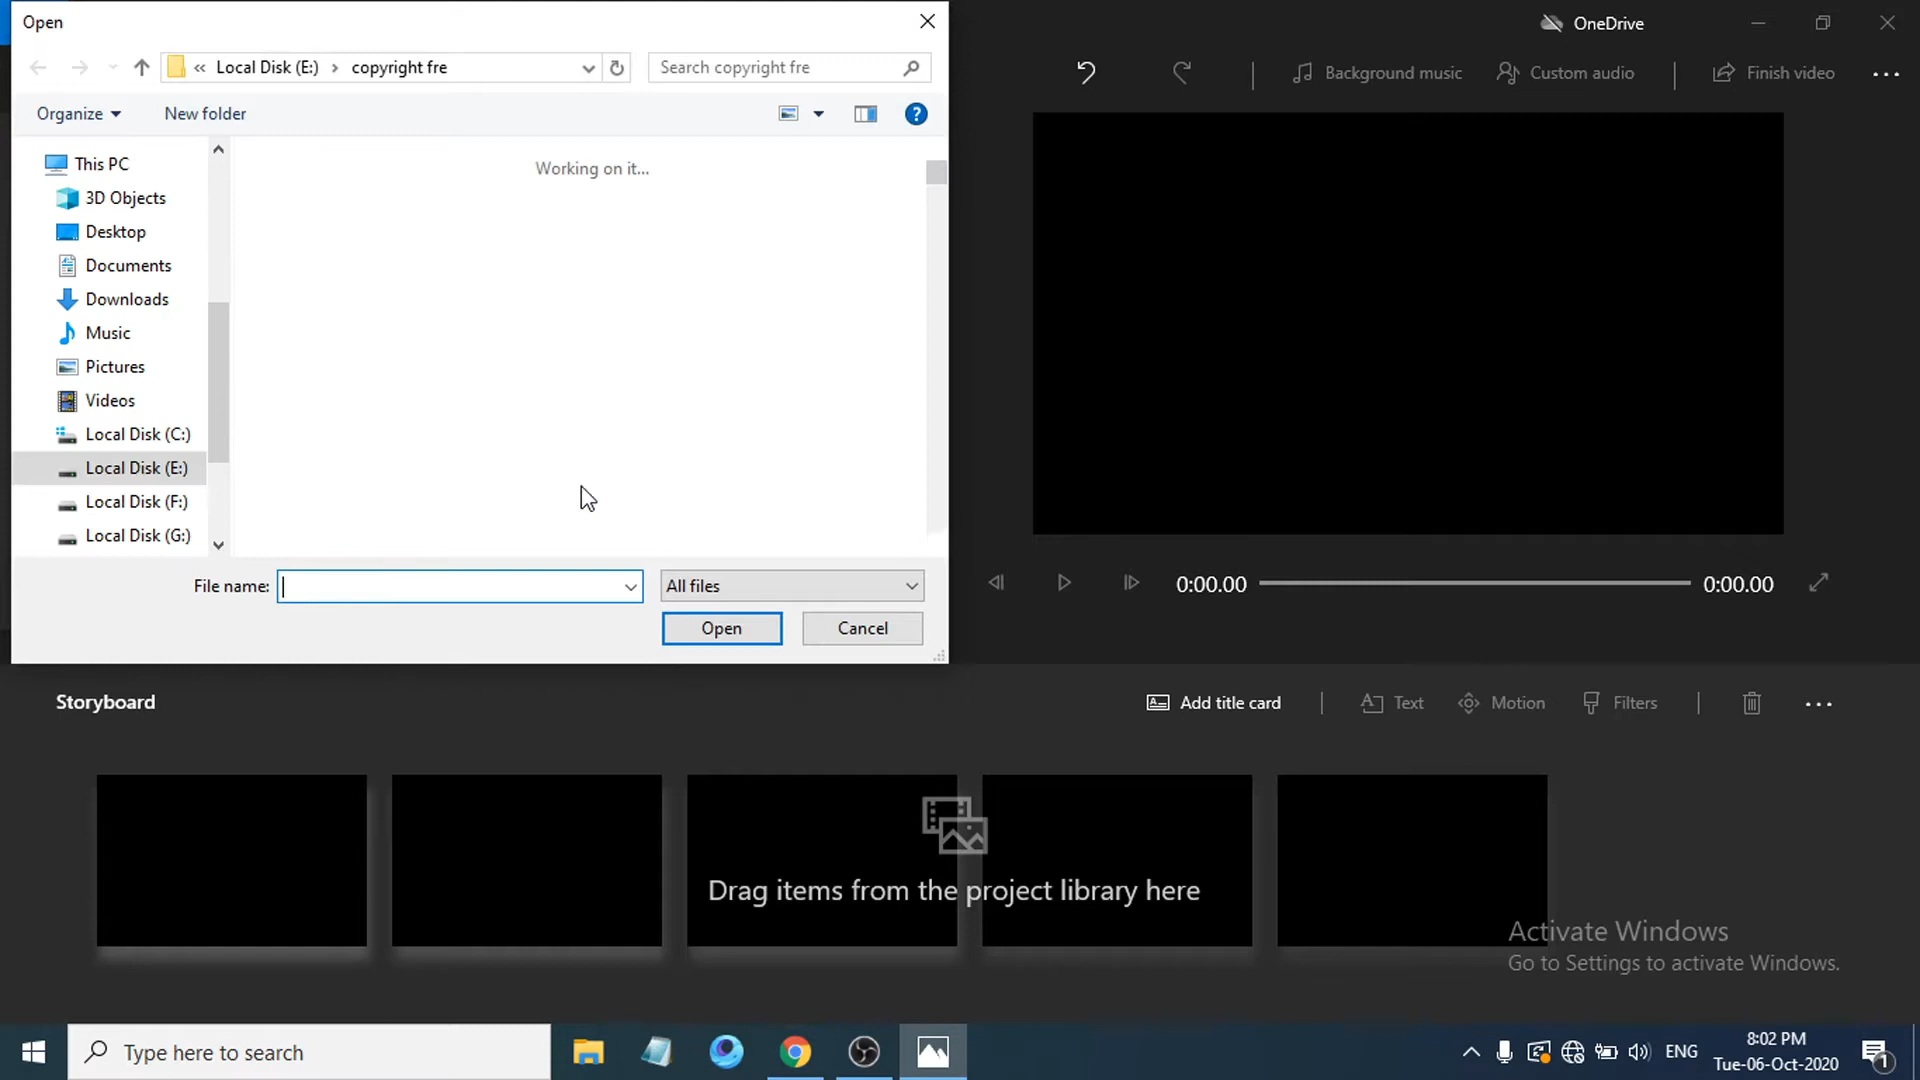 Open
« Local Disk (E:) › copyright fre
Search copyright fre
Organize
New folder
This PC
3D Objects
Desktop
Documents
Downloads
Music
Pictures
Videos
Local Disk (C:)
Local Disk (E:)
Local Disk (F:)
Local Disk (G:)
Working on it...
File name:
All files
Open
Cancel
OneDrive
Background music
Custom audio
Finish video
0:00.00
0:00.00
Storyboard
Add title card
Text
Motion
Filters
Drag items from the project library here
Activate Windows
Go to Settings to activate Windows.
Type here to search
ENG
8:02 PM
Tue-06-Oct-2020
1